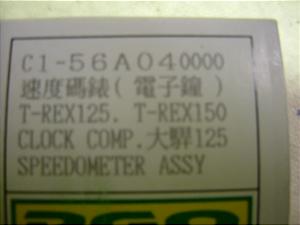 C1-56A040000
速度碼錶( 電子鐘 )
T-REX125. T-REX150
CLOCK COMP.大騂125
SPEEDOMETER ASSY